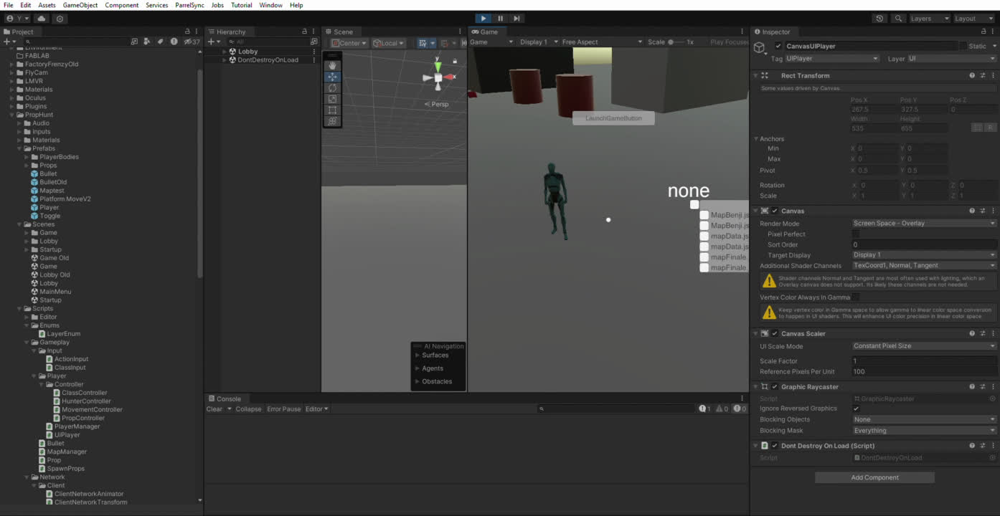 File Edit Assets GameObject Component Services ParrelSync Jobs Tutorial Window Help
Y Layers Layout
Project
37
Environment
FABLAB
FactoryFrenzyOld
FlyCam
LMVR
Materials
Oculus
Plugins
PropHunt
Audio
Inputs
Materials
Prefabs
PlayerBodies
Props
Bullet
BulletOld
Maptest
Platform MoveV2
Player
Toggle
Scenes
Game
Lobby
Startup
Game Old
Game
Lobby Old
Lobby
MainMenu
Startup
Scripts
Editor
Enums
LayerEnum
Gameplay
Input
ActionInput
ClassInput
Player
Controller
ClassController
HunterController
MovementController
PropController
PlayerManager
UiPlayer
Bullet
MapManager
Prop
SpawnProps
Network
Client
ClientNetworkAnimator
ClientNetworkTransform
Hierarchy
All
Lobby
DontDestroyOnLoad
Scene
Center Local
y
x
Persp
AI Navigation
Surfaces
Agents
Obstacles
Game
Game Display 1 Free Aspect Scale 1x Play Focused
LaunchGameButton
none
MapBenji.js
MapBenji.js
mapData.js
mapData.js
mapFinale.
mapFinale.
Console
Clear Collapse Error Pause Editor 1 0 0
Inspector
CanvasUIPlayer Static
Tag UIPlayer Layer UI
Rect Transform
Some values driven by Canvas.
Pos X Pos Y Pos Z
267.5 327.5 0
Width Height
535 655 R
Anchors
Min X 0 Y 0
Max X 0 Y 0
Pivot X 0.5 Y 0.5
Rotation X 0 Y 0 Z 0
Scale X 1 Y 1 Z 1
Canvas
Render Mode Screen Space - Overlay
Pixel Perfect
Sort Order 0
Target Display Display 1
Additional Shader Channels TexCoord1, Normal, Tangent
Shader channels Normal and Tangent are most often used with lighting, which an
Overlay canvas does not support. Its likely these channels are not needed.
Vertex Color Always In Gamma
Keep vertex color in Gamma space to allow gamma to linear color space conversion
to happen in UI shaders. This will enhance UI color precision in linear color space
Canvas Scaler
UI Scale Mode Constant Pixel Size
Scale Factor 1
Reference Pixels Per Unit 100
Graphic Raycaster
Script GraphicRaycaster
Ignore Reversed Graphics
Blocking Objects None
Blocking Mask Everything
Dont Destroy On Load (Script)
Script DontDestroyOnLoad
Add Component